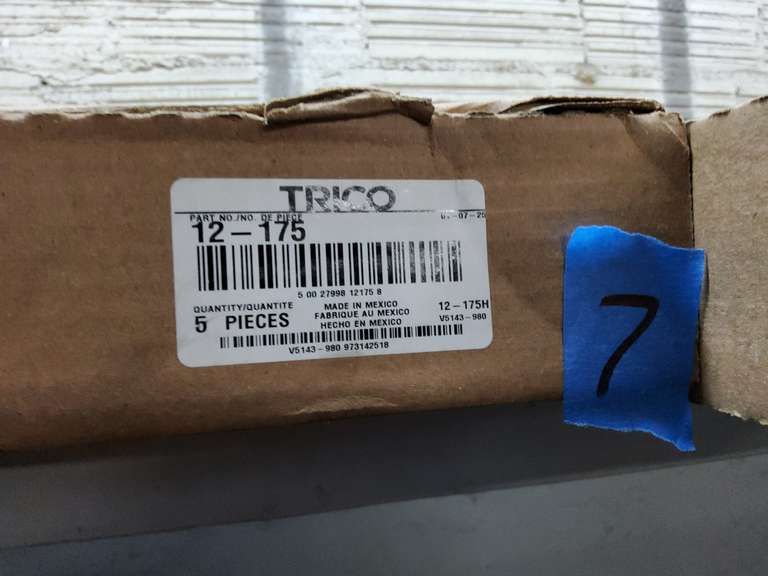 TRICO
PART NO./NO. DE PIECE
12-175
5 00 27998 12175 8
QUANTITY/QUANTITE
5 PIECES
MADE IN MEXICO
FABRIQUE AU MEXICO
HECHO EN MEXICO
12-175H
V5143-980
V5143-980 973142518
7